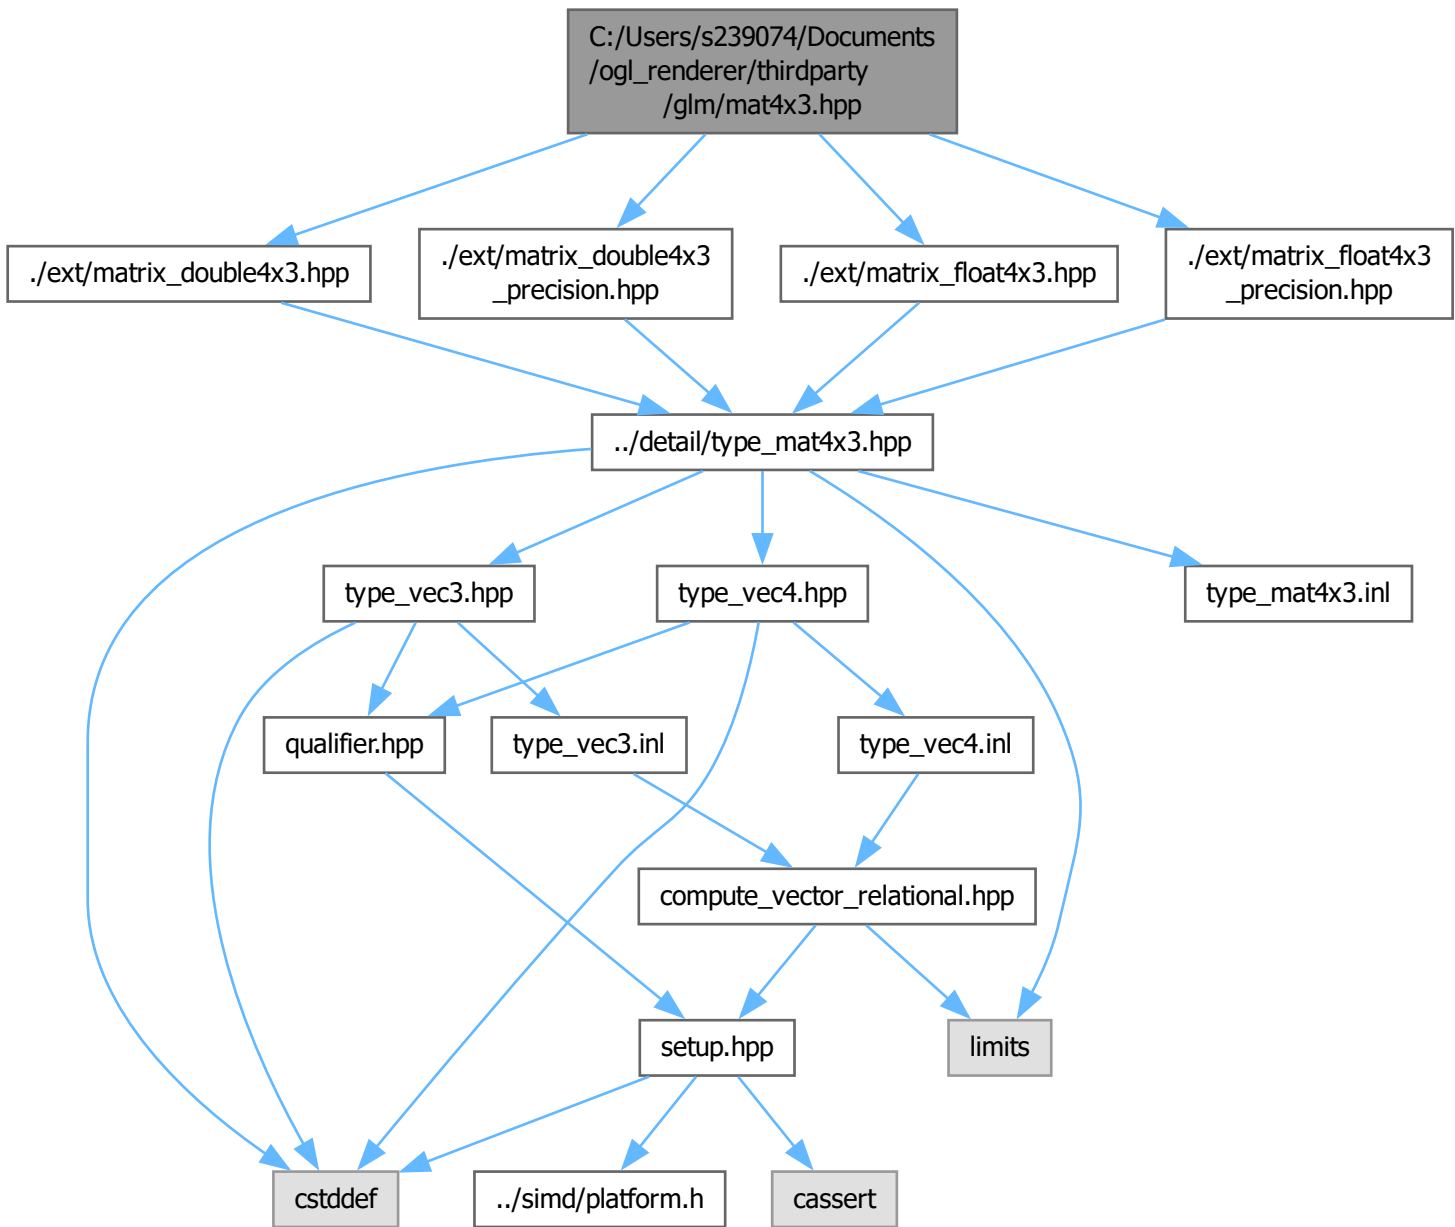 C:/Users/s239074/Documents
/ogl_renderer/thirdparty
/glm/mat4x3.hpp
./ext/matrix_double4x3.hpp
./ext/matrix_double4x3
_precision.hpp
./ext/matrix_float4x3.hpp
./ext/matrix_float4x3
_precision.hpp
../detail/type_mat4x3.hpp
type_vec3.hpp
type_vec4.hpp
type_mat4x3.inl
qualifier.hpp
type_vec3.inl
type_vec4.inl
compute_vector_relational.hpp
setup.hpp
limits
cstddef
../simd/platform.h
cassert